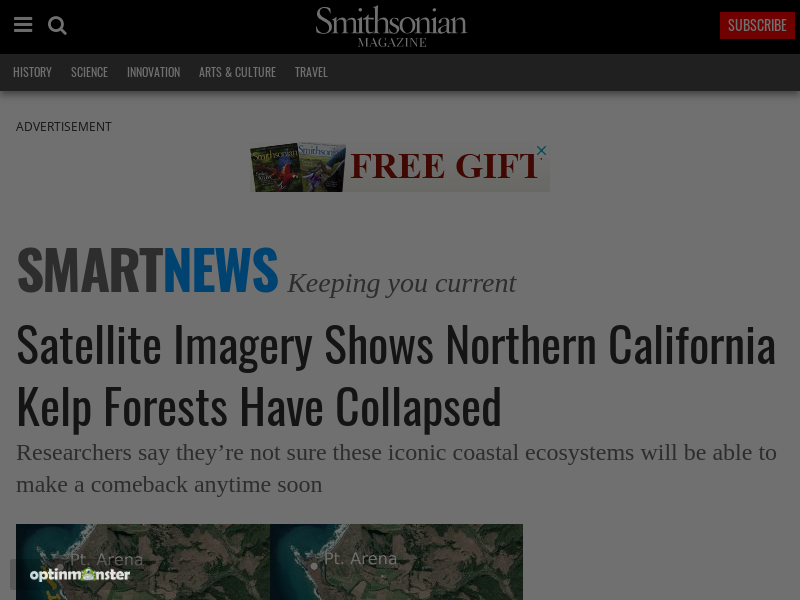 Smithsonian
MAGAZINE
SUBSCRIBE
HISTORY SCIENCE INNOVATION ARTS & CULTURE TRAVEL
ADVERTISEMENT
Smithsonian Smithsonian
FREE GIFT
SMARTNEWS Keeping you current
Satellite Imagery Shows Northern California
Kelp Forests Have Collapsed
Researchers say they’re not sure these iconic coastal ecosystems will be able to
make a comeback anytime soon
Pt. Arena Pt. Arena
optinmonster